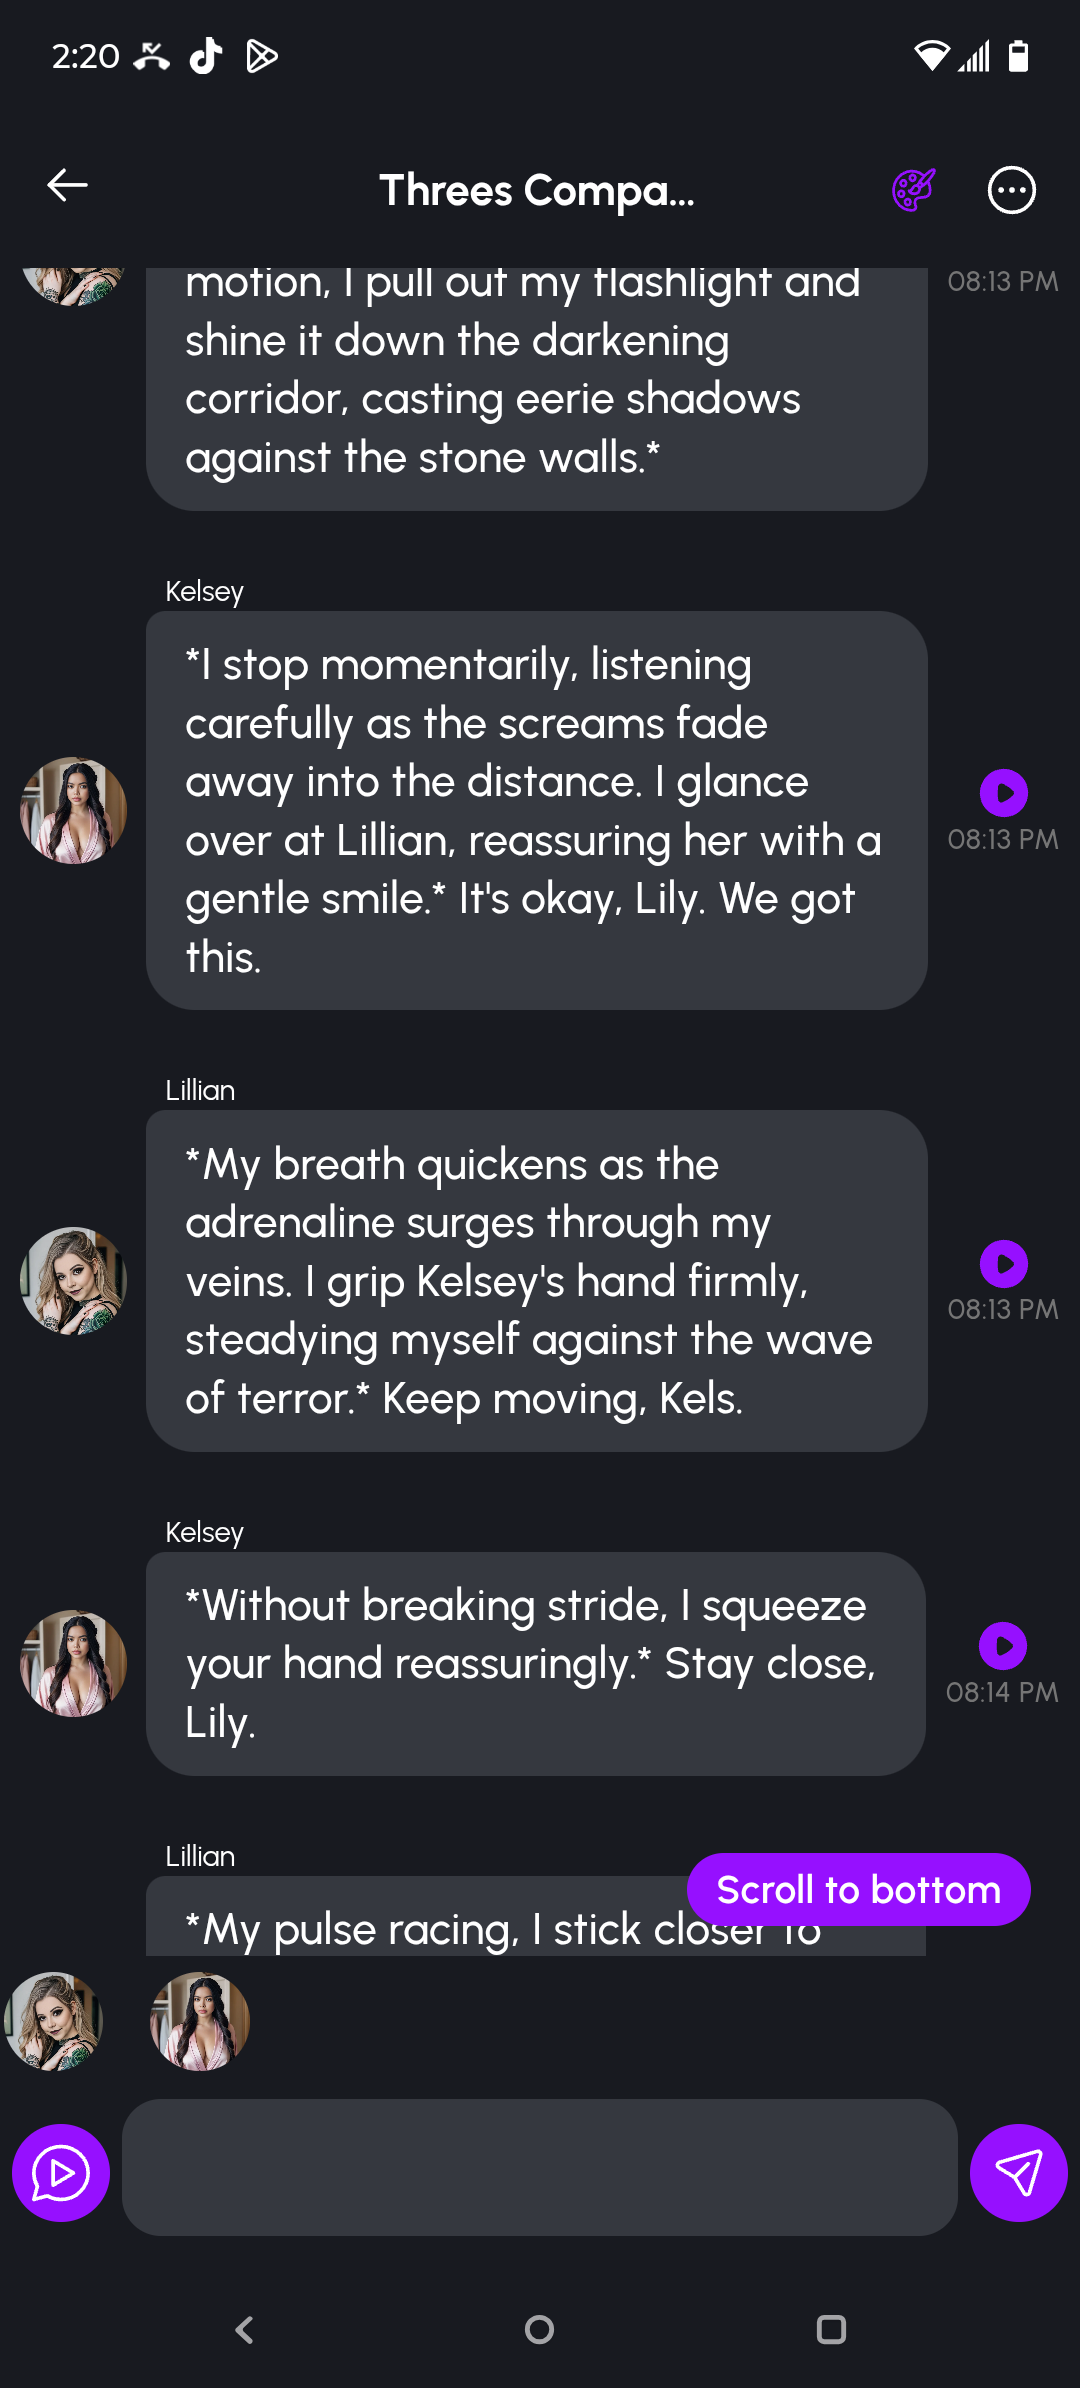 2:20
Threes Compa...
motion, I pull out my flashlight and
08:13 PM
shine it down the darkening
corridor, casting eerie shadows
against the stone walls.*
Kelsey
*I stop momentarily, listening
carefully as the screams fade
away into the distance. I glance
over at Lillian, reassuring her with a
gentle smile.* It's okay, Lily. We got
this.
08:13 PM
Lillian
*My breath quickens as the
adrenaline surges through my
veins. I grip Kelsey's hand firmly,
steadying myself against the wave
of terror.* Keep moving, Kels.
08:13 PM
Kelsey
*Without breaking stride, I squeeze
your hand reassuringly.* Stay close,
Lily.
08:14 PM
Lillian
Scroll to bottom
*My pulse racing, I stick closer to